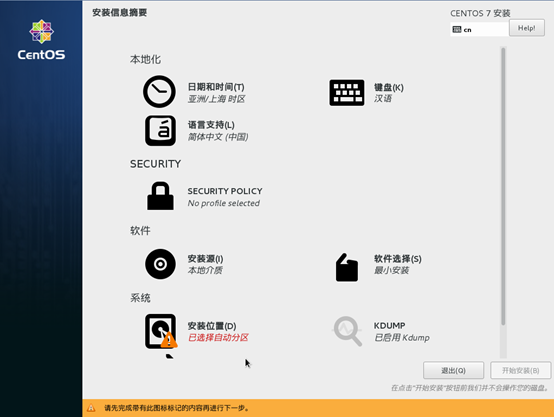 CentOS
安装信息摘要
CENTOS 7 安装
cn
Help!
本地化
日期和时间(T)
亚洲/上海 时区
键盘(K)
汉语
语言支持(L)
简体中文 (中国)
SECURITY
SECURITY POLICY
No profile selected
软件
安装源(I)
本地介质
软件选择(S)
最小安装
系统
安装位置(D)
已选择自动分区
KDUMP
已启用 Kdump
退出(Q)
开始安装(B)
在点击"开始安装"按钮前我们并不会操作您的磁盘。
请先完成带有此图标标记的内容再进行下一步。